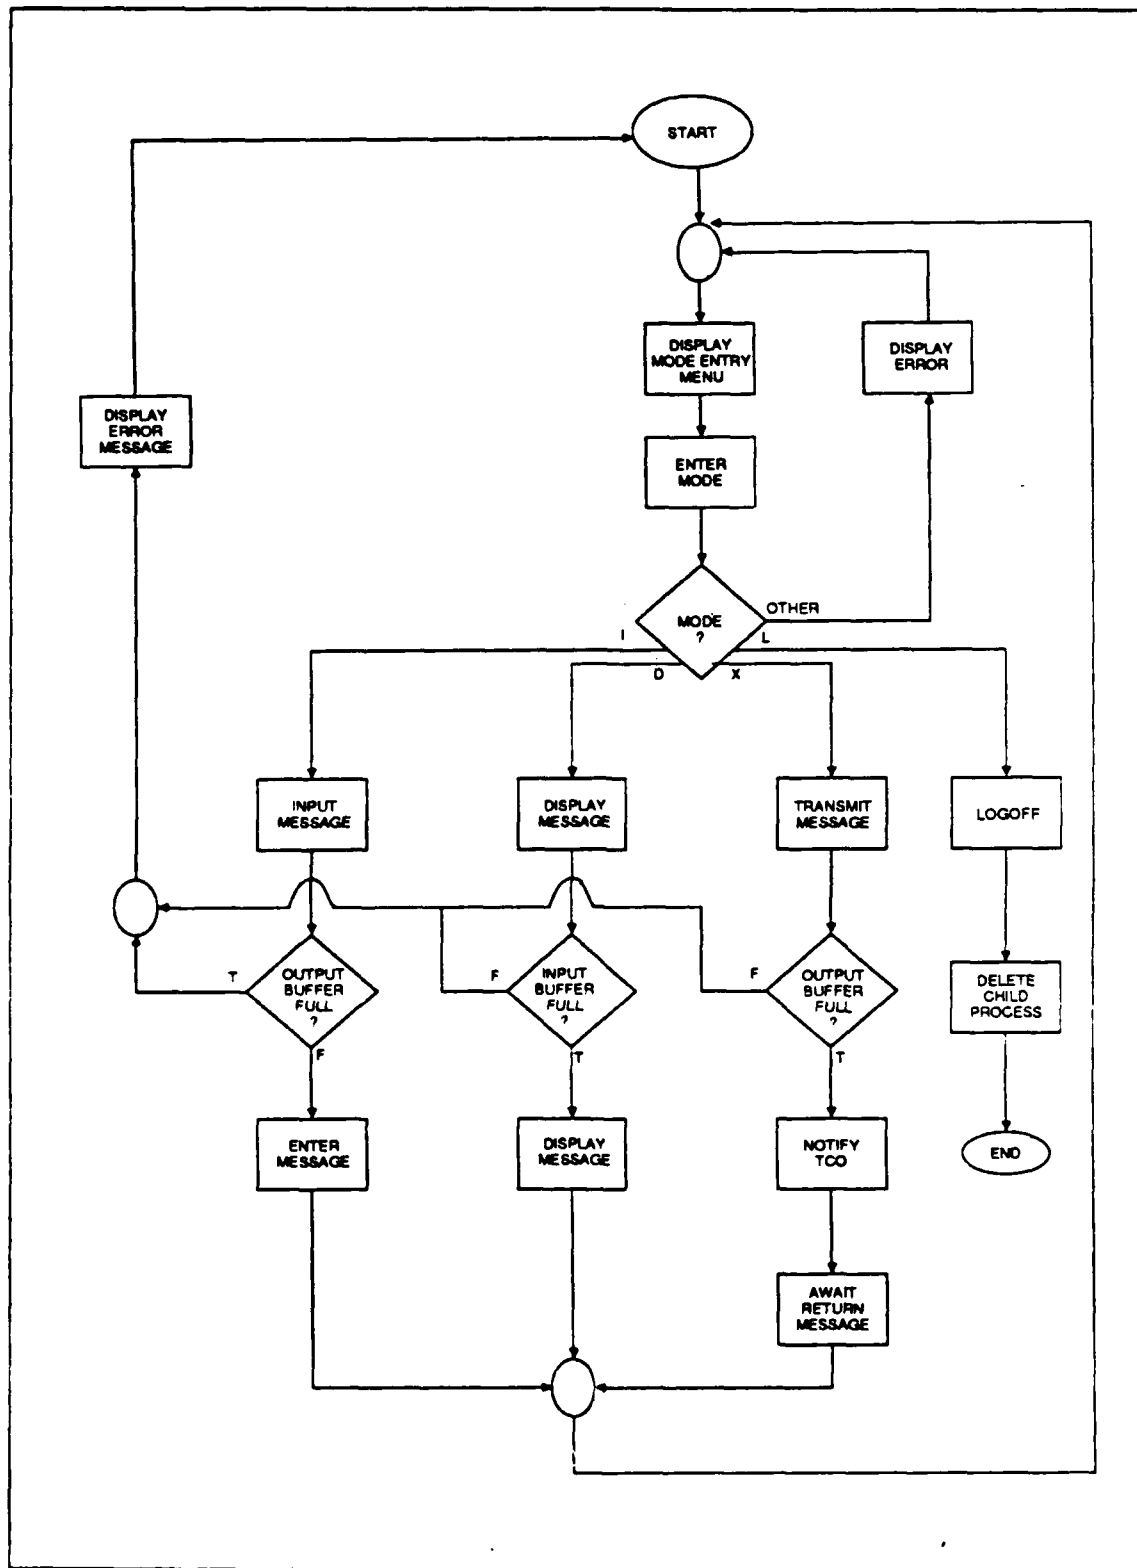 START
DISPLAY
MODE ENTRY
MENU
DISPLAY
ERROR
DISPLAY
ERROR
MESSAGE
ENTER
MODE
MODE
?
OTHER
I
L
D
X
INPUT
MESSAGE
DISPLAY
MESSAGE
TRANSMIT
MESSAGE
LOGOFF
T
OUTPUT
BUFFER
FULL
?
F
F
INPUT
BUFFER
FULL
?
T
F
OUTPUT
BUFFER
FULL
?
T
DELETE
CHILD
PROCESS
ENTER
MESSAGE
DISPLAY
MESSAGE
NOTIFY
TCO
END
AWAIT
RETURN
MESSAGE